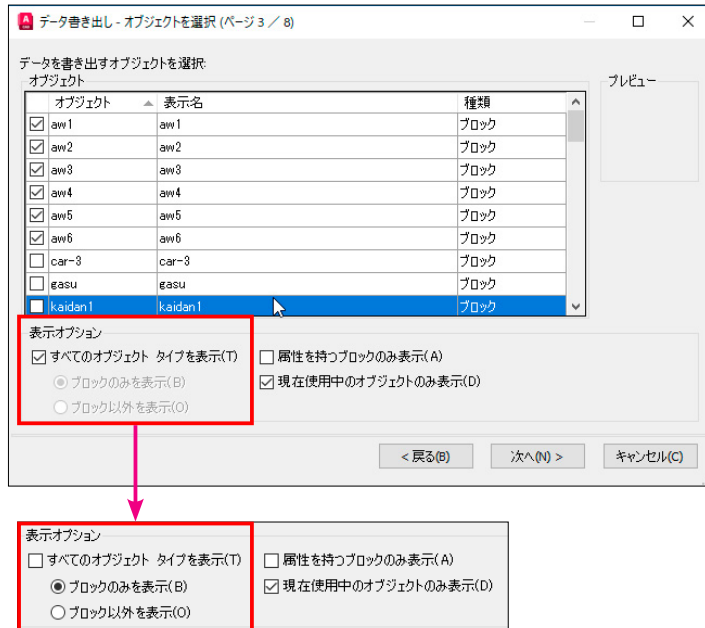 データ書き出し - オブジェクトを選択 (ページ 3 ／ 8)
データを書き出すオブジェクトを選択:
オブジェクト
プレビュー
オブジェクト 表示名 種類
aw1 aw1 ブロック
aw2 aw2 ブロック
aw3 aw3 ブロック
aw4 aw4 ブロック
aw5 aw5 ブロック
aw6 aw6 ブロック
car-3 car-3 ブロック
gasu gasu ブロック
kaidan1 kaidan1 ブロック
表示オプション
すべてのオブジェクト タイプを表示(T) 属性を持つブロックのみ表示(A)
ブロックのみを表示(B) 現在使用中のオブジェクトのみ表示(D)
ブロック以外を表示(O)
< 戻る(B) 次へ(N) > キャンセル(C)
表示オプション
すべてのオブジェクト タイプを表示(T) 属性を持つブロックのみ表示(A)
ブロックのみを表示(B) 現在使用中のオブジェクトのみ表示(D)
ブロック以外を表示(O)